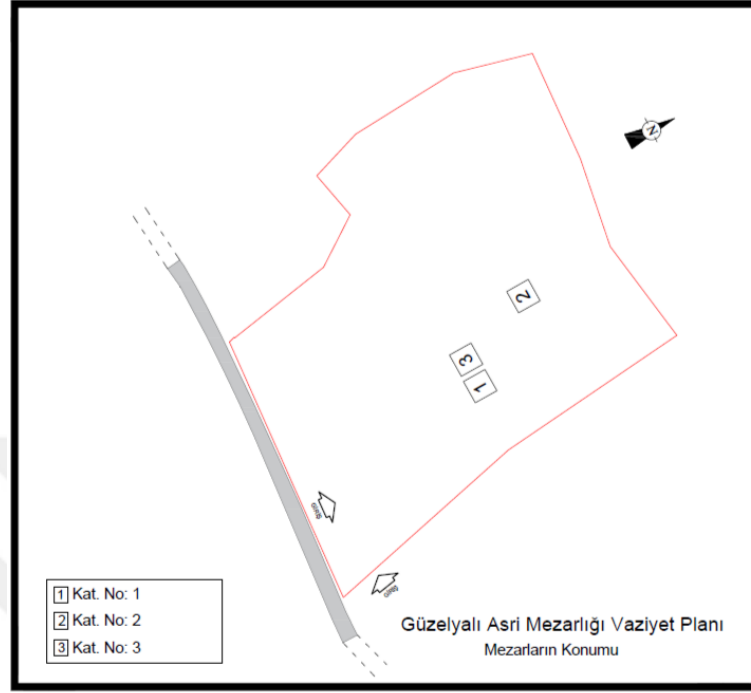 N
2
3
1
1 Kat. No: 1
2 Kat. No: 2
3 Kat. No: 3
Güzelyalı Asri Mezarlığı Vaziyet Planı
Mezarların Konumu